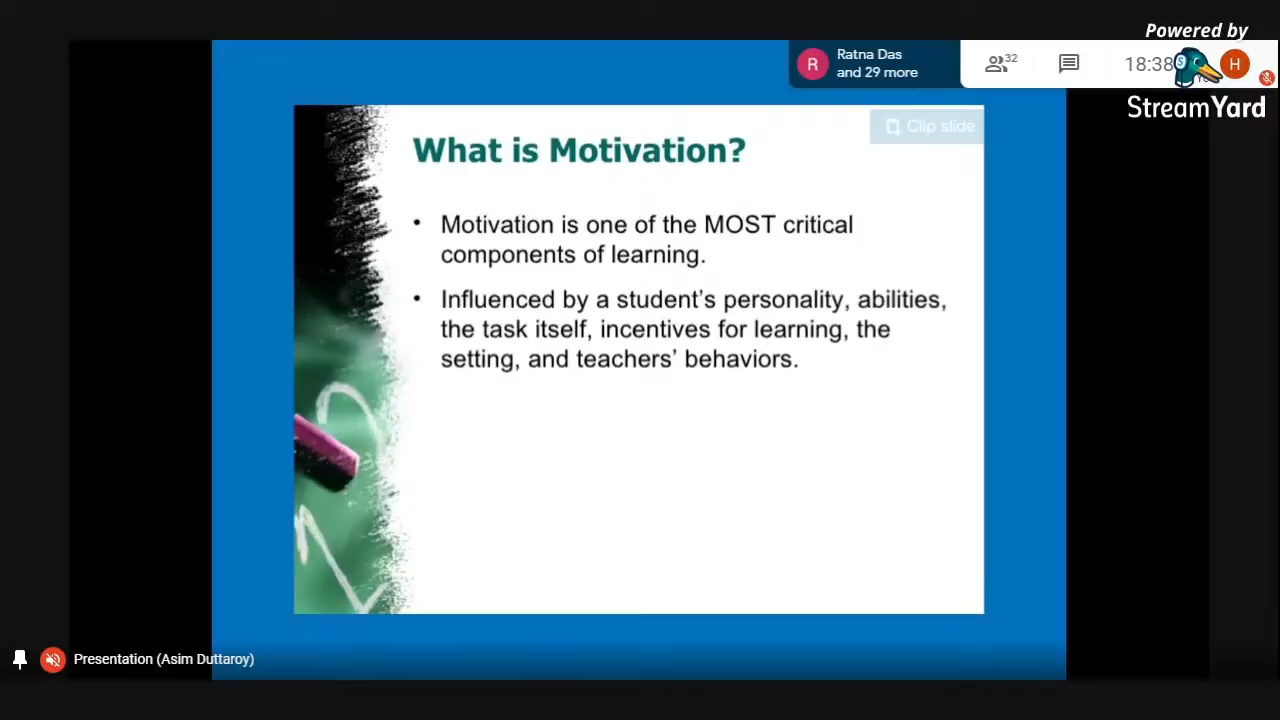 Powered by
Ratna Das
and 29 more
R
32
18:38
H
StreamYard
Clip slide
What is Motivation?
• Motivation is one of the MOST critical
components of learning.
• Influenced by a student's personality, abilities,
the task itself, incentives for learning, the
setting, and teachers' behaviors.
Presentation (Asim Duttaroy)